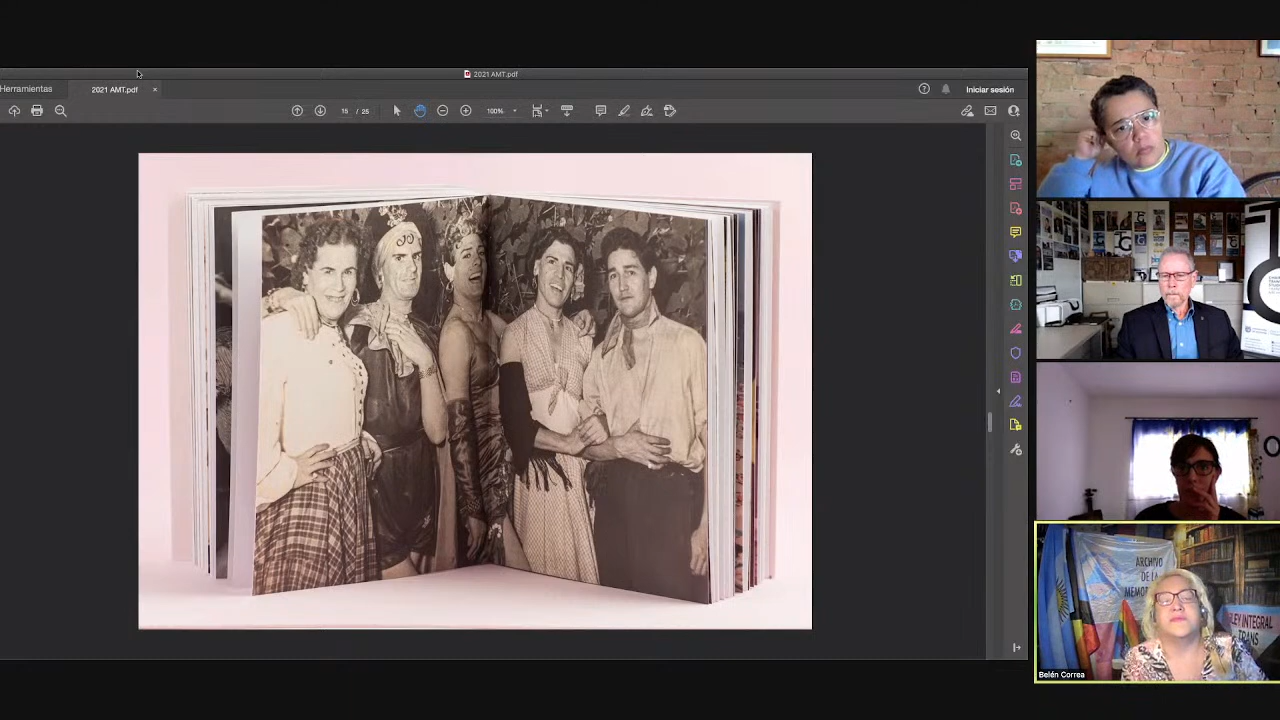 2021 AMT.pdf
Herramientas
2021 AMT.pdf
Iniciar sesión
15 / 26
100%
ARCHIVO
DE LA
LEY INTEGRAL
TRANS
Belén Correa